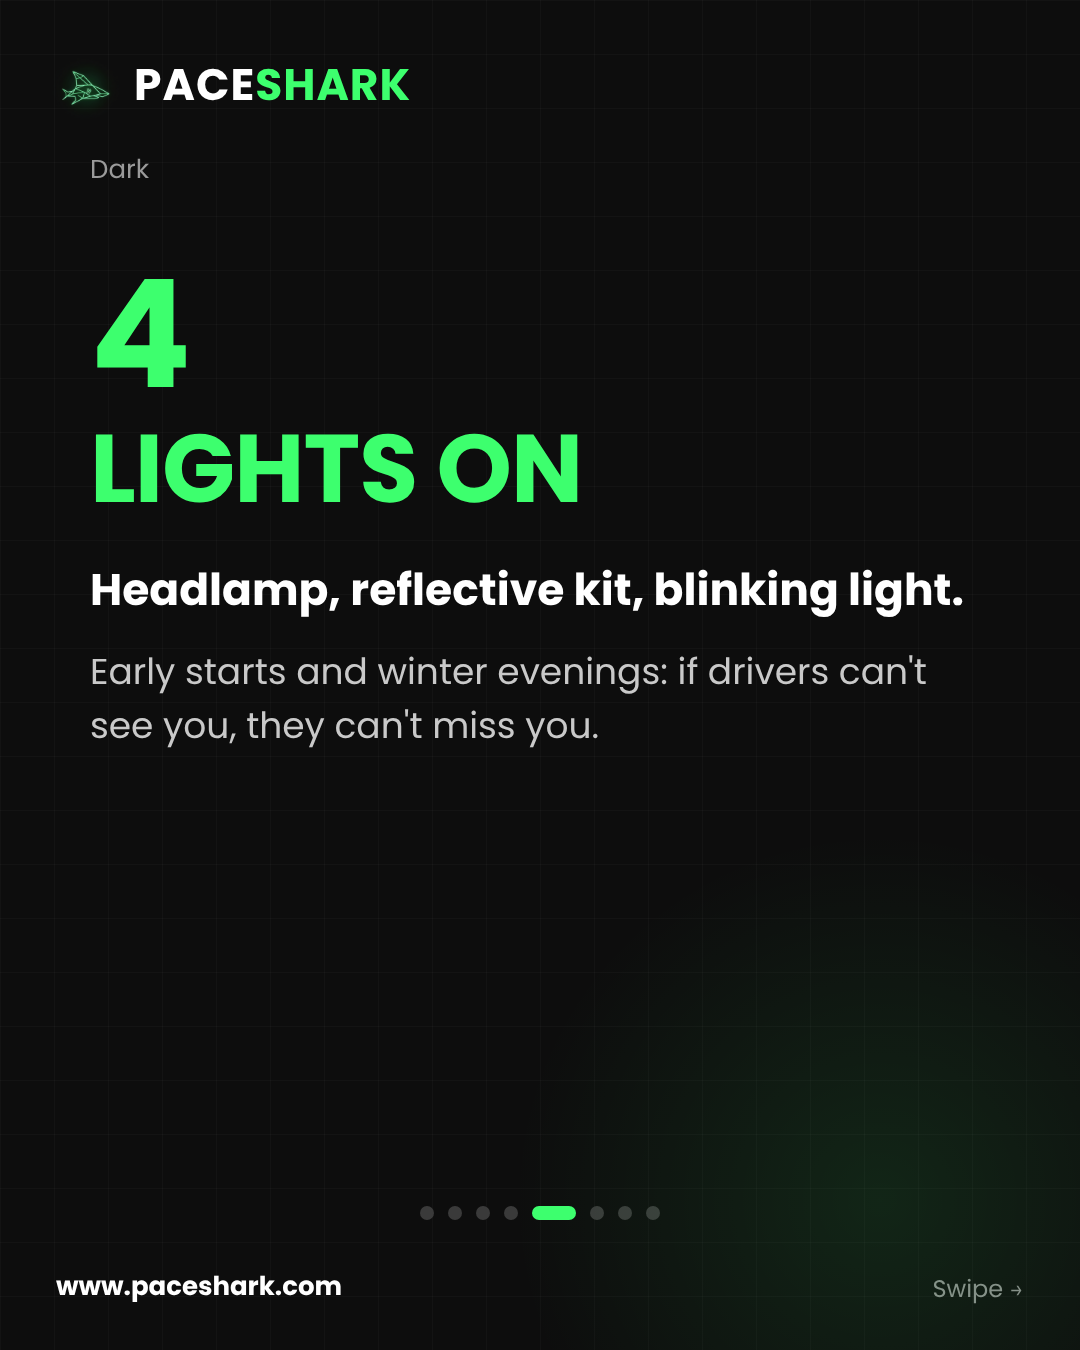 PACESHARK
Dark
4
LIGHTS ON
Headlamp, reflective kit, blinking light.
Early starts and winter evenings: if drivers can't
see you, they can't miss you.
www.paceshark.com
Swipe →